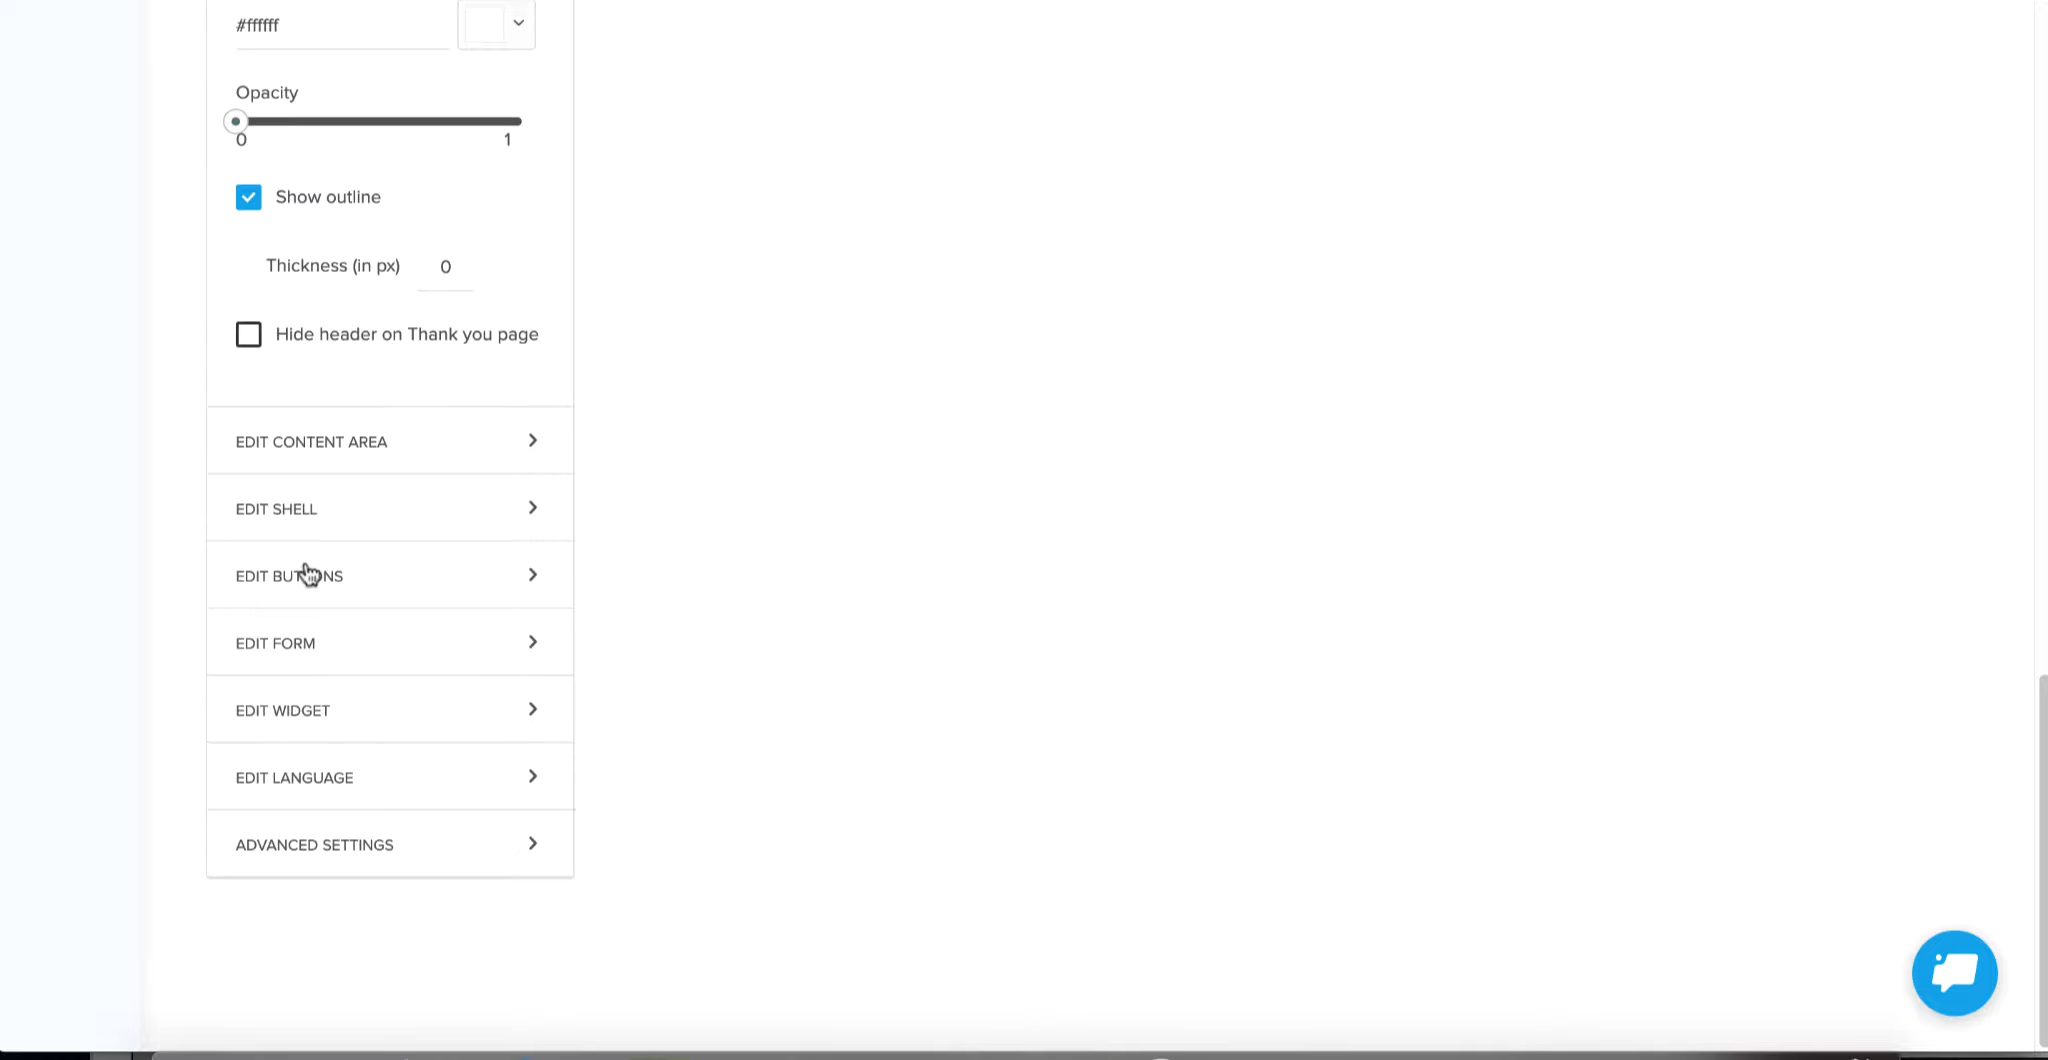 #ffffff
Opacity
0 1
Show outline
Thickness (in px) 0
Hide header on Thank you page
EDIT CONTENT AREA
EDIT SHELL
EDIT BUTTONS
EDIT FORM
EDIT WIDGET
EDIT LANGUAGE
ADVANCED SETTINGS